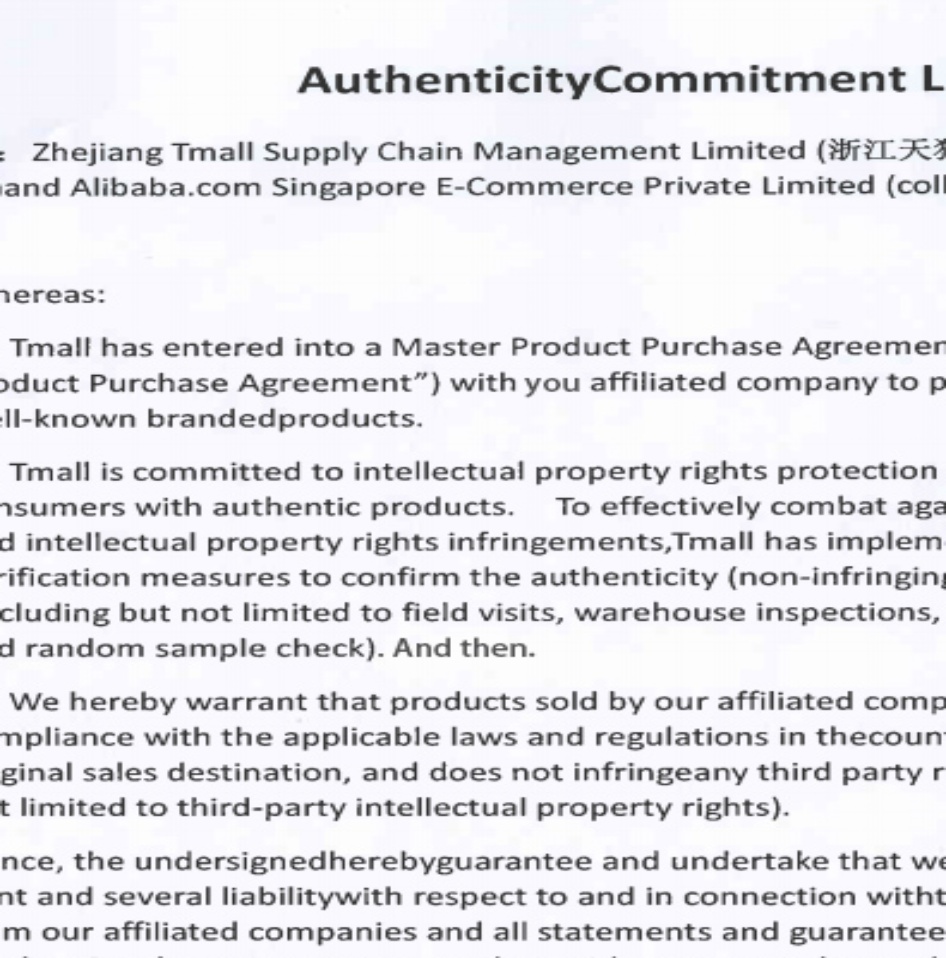 AuthenticityCommitment L
: Zhejiang Tmall Supply Chain Management Limited (浙江天猫
and Alibaba.com Singapore E-Commerce Private Limited (coll
hereas:
Tmall has entered into a Master Product Purchase Agreemen
oduct Purchase Agreement”) with you affiliated company to p
ell-known brandedproducts.
Tmall is committed to intellectual property rights protection
nsumers with authentic products. To effectively combat aga
d intellectual property rights infringements,Tmall has implem
rification measures to confirm the authenticity (non-infringing
cluding but not limited to field visits, warehouse inspections,
d random sample check). And then.
We hereby warrant that products sold by our affiliated comp
mpliance with the applicable laws and regulations in thecount
ginal sales destination, and does not infringeany third party r
t limited to third-party intellectual property rights).
nce, the undersignedherebyguarantee and undertake that we
nt and several liabilitywith respect to and in connection witht
m our affiliated companies and all statements and guarantee